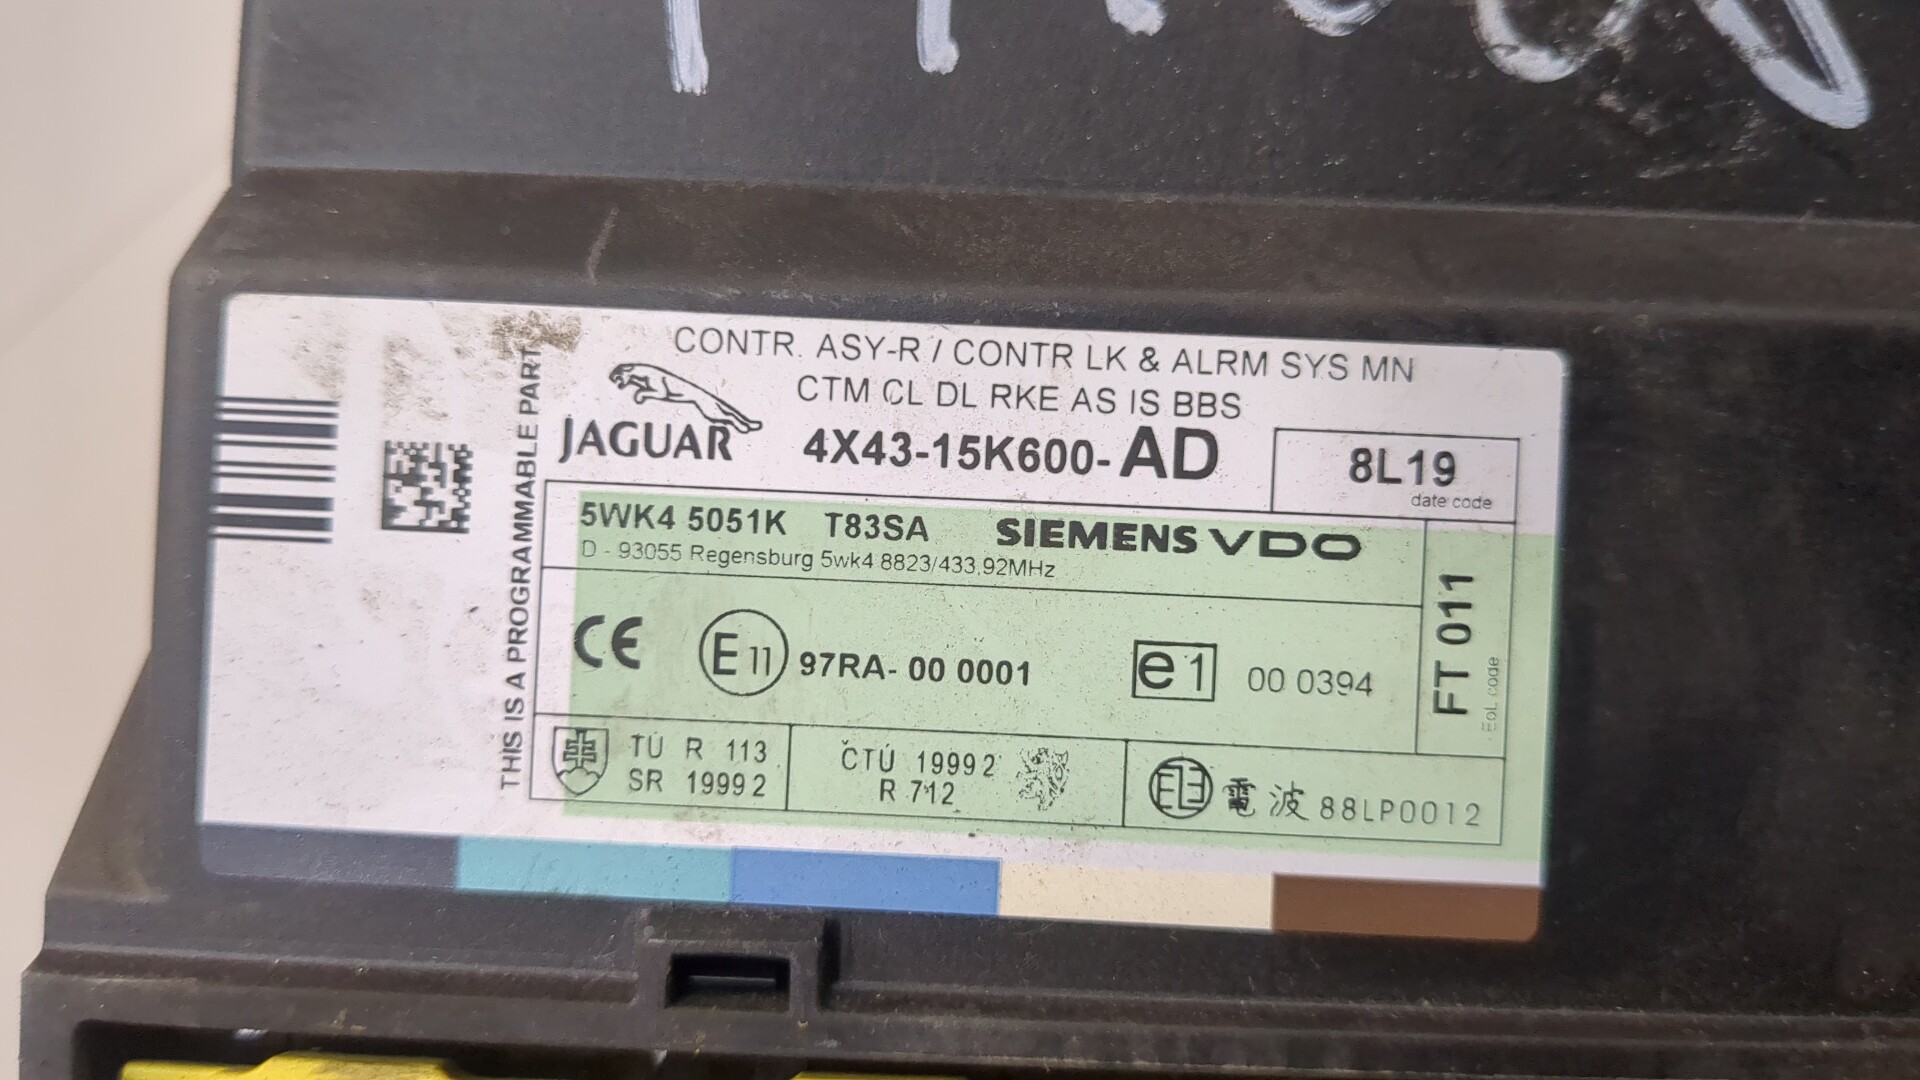 CONTR. ASY-R / CONTR LK & ALRM SYS MN
CTM CL DL RKE AS IS BBS
JAGUAR
4X43-15K600-AD
8L19
date code
THIS IS A PROGRAMMABLE PART
5WK4 5051K T83SA SIEMENS VDO
D - 93055 Regensburg 5wk4 8823/433,92MHz
CE E 11 97RA- 00 0001 e1 00 0394
FT 011
EoL code
TÚ R 113
SR 1999 2
ČTÚ 1999 2
R 712
電波 88LP0012